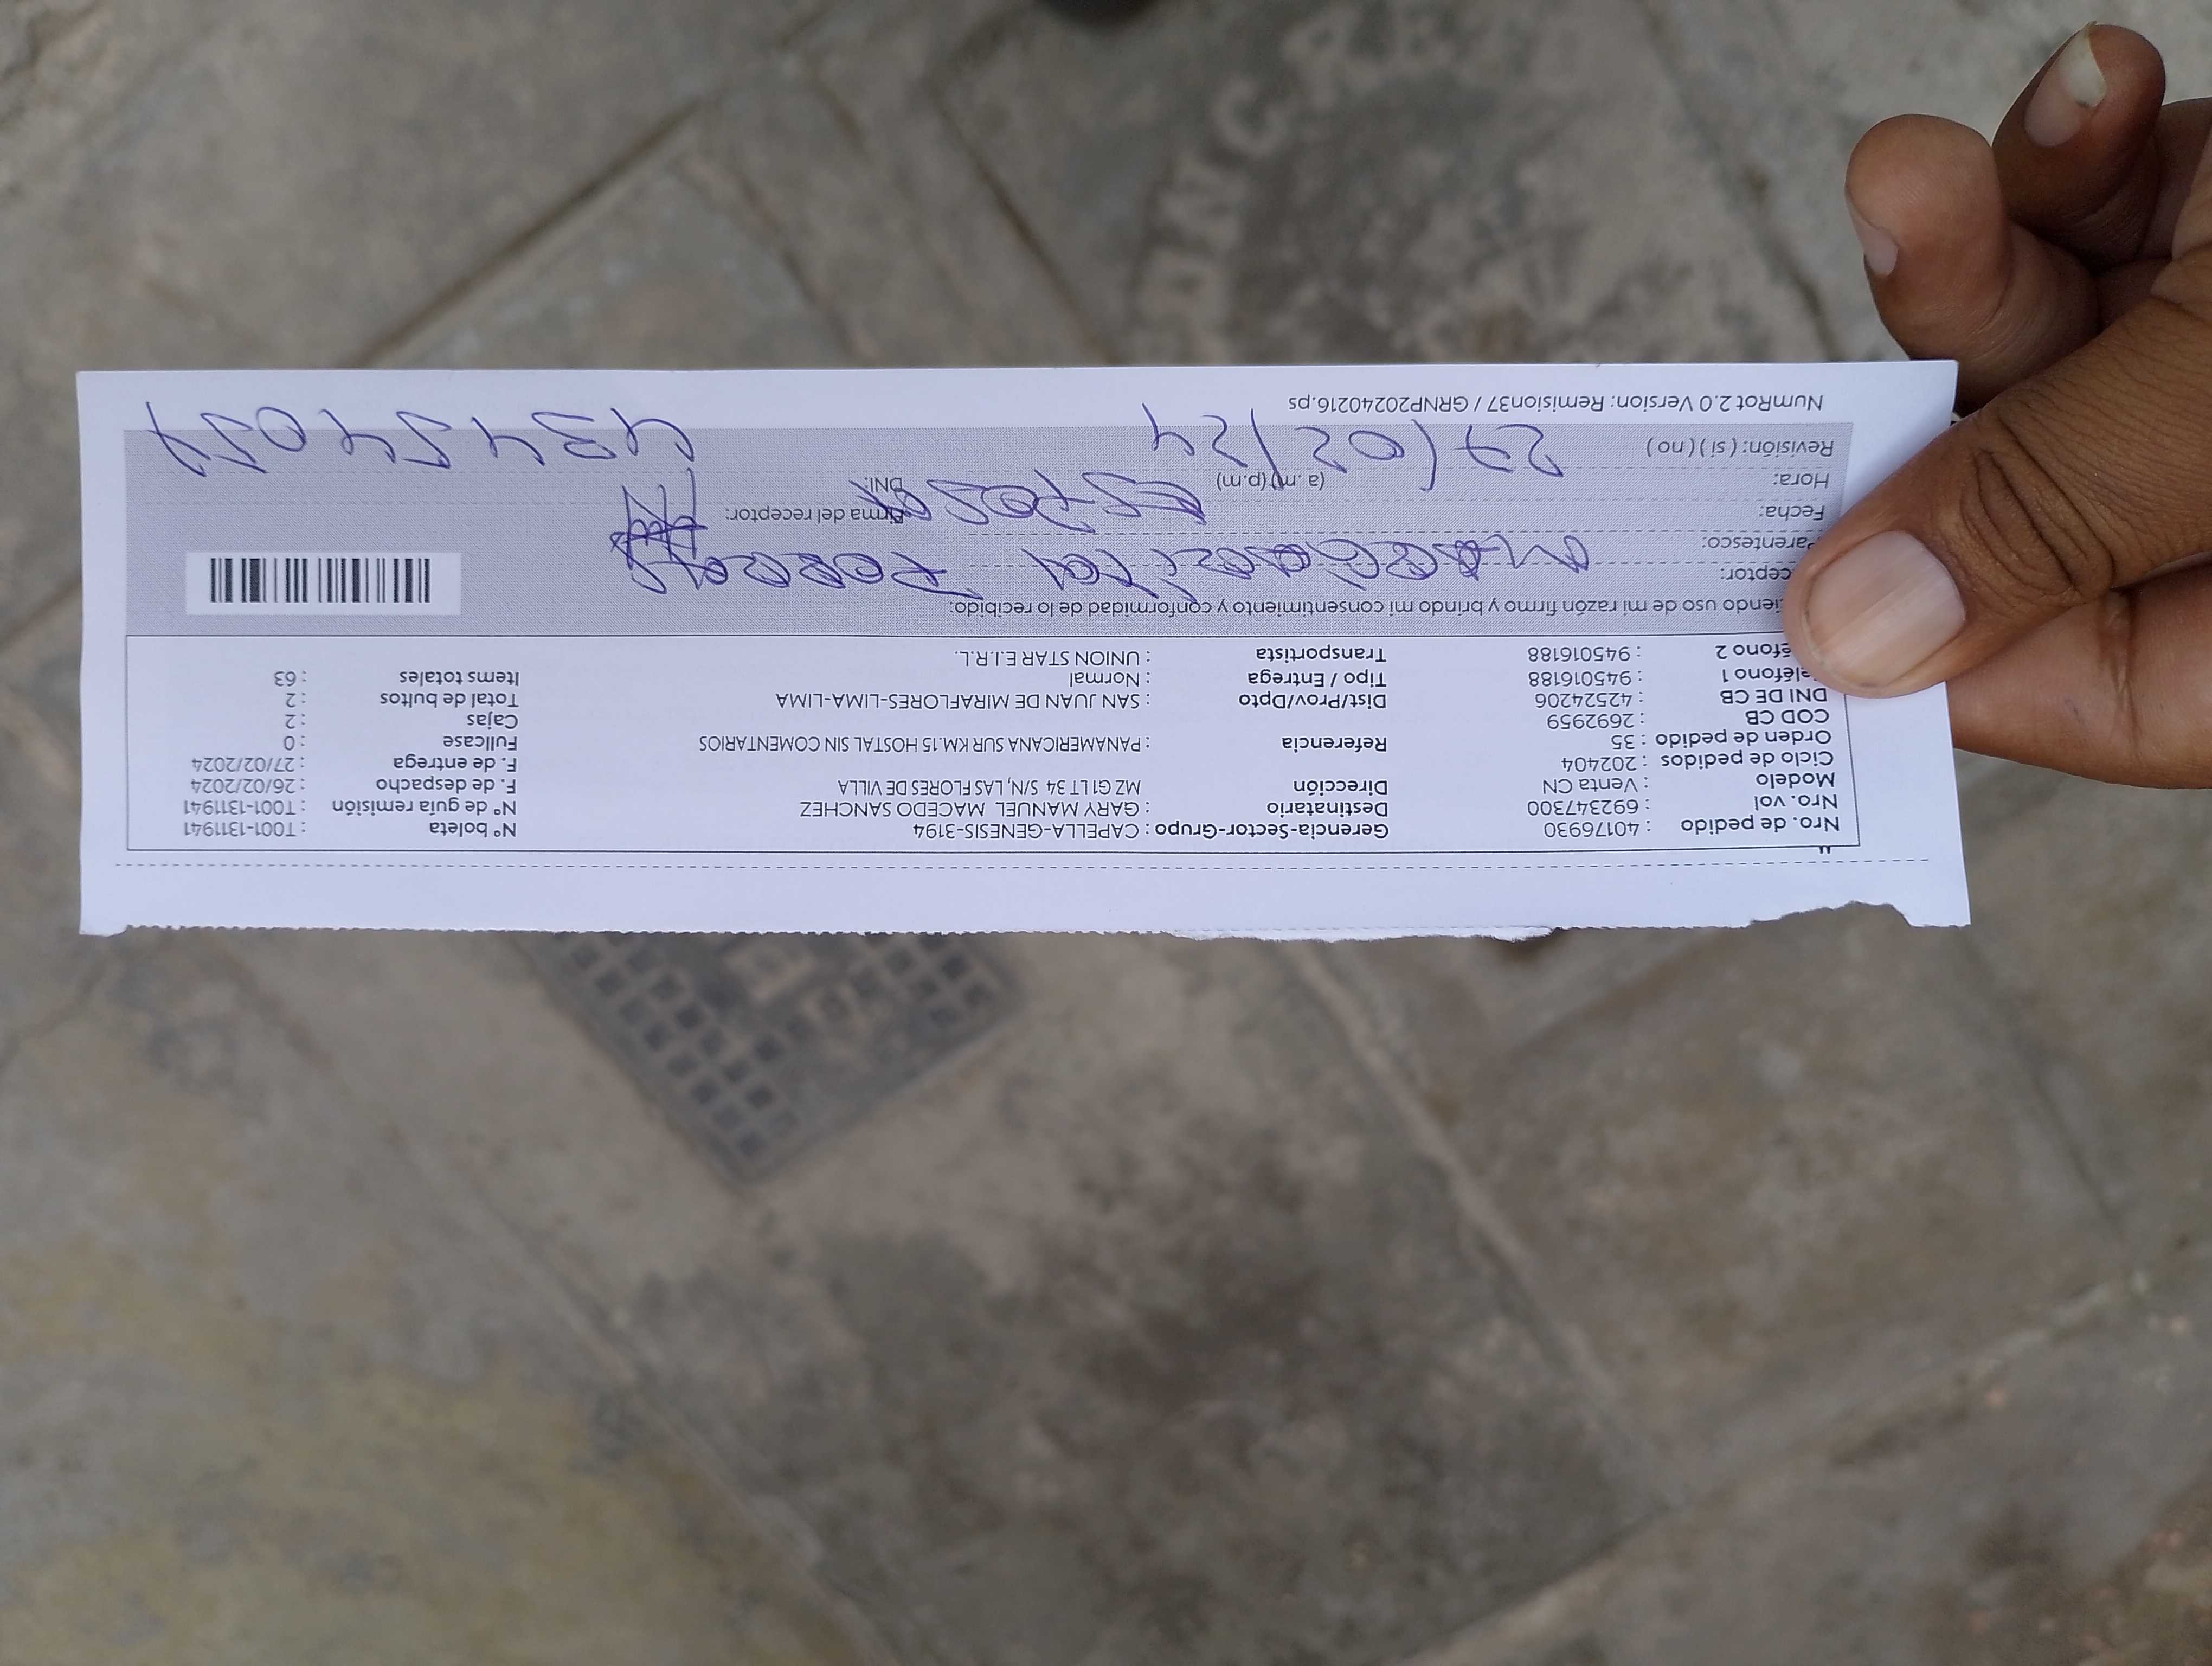 Nro. de pedido : 40176930 Gerencia-Sector-Grupo : CAPELLA-GENESIS-3194 N° boleta : T001-1311941
Nro. vol : 692347300 Destinatario : GARY MANUEL MACEDO SANCHEZ N° de guía remisión : T001-1311941
Modelo : Venta CN Dirección MZ G1 LT 34 S/N, LAS FLORES DE VILLA F. de despacho : 26/02/2024
Ciclo de pedidos : 202404 F. de entrega : 27/02/2024
Orden de pedido : 35 Referencia : PANAMERICANA SUR KM.15 HOSTAL SIN COMENTARIOS Fullcase : 0
COD CB : 2692959 Cajas : 2
DNI DE CB : 42524206 Dist/Prov/Dpto : SAN JUAN DE MIRAFLORES-LIMA-LIMA Total de bultos : 2
eléfono 1 : 945016188 Tipo / Entrega : Normal Items totales : 63
éfono 2 : 945016188 Transportista : UNION STAR E.I.R.L.
iendo uso de mi razón firmo y brindo mi consentimiento y conformidad de lo recibido:
ceptor:
Parentesco:
Fecha: Firma del receptor:
Hora: (a.m) (p.m) DNI:
Revisión: ( si ) ( no ) 27/02/24
NumRot 2.0 Version: Remision37 / GRNP20240216.ps